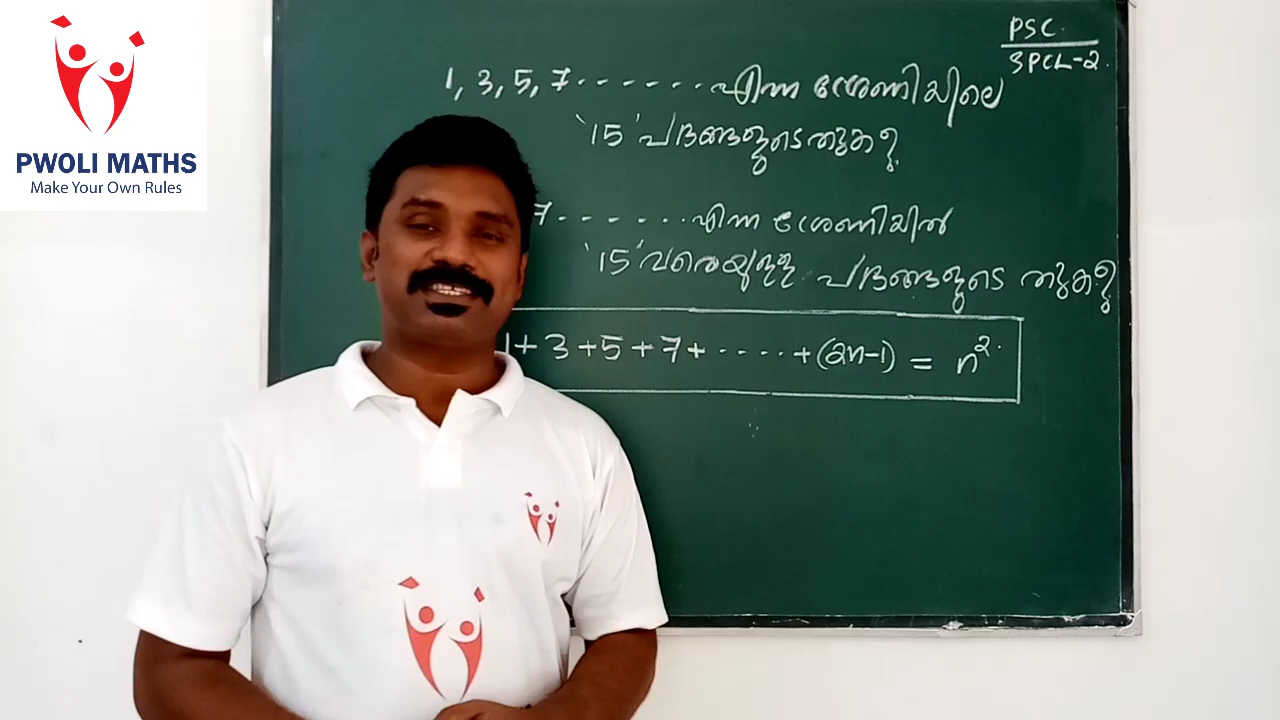 PWOLI MATHS
Make Your Own Rules
PSC.
SPCL-2.
1, 3, 5, 7 - - - - - - - എന്ന ശ്രേണിയിലെ
'15' പദങ്ങളുടെ തുക
7 - - - - - - - എന്ന ശ്രേണിയിൽ
'15' വരെയുള്ള പദങ്ങളുടെ തുക
1 + 3 + 5 + 7 + - - - - - + (2n-1) = n².